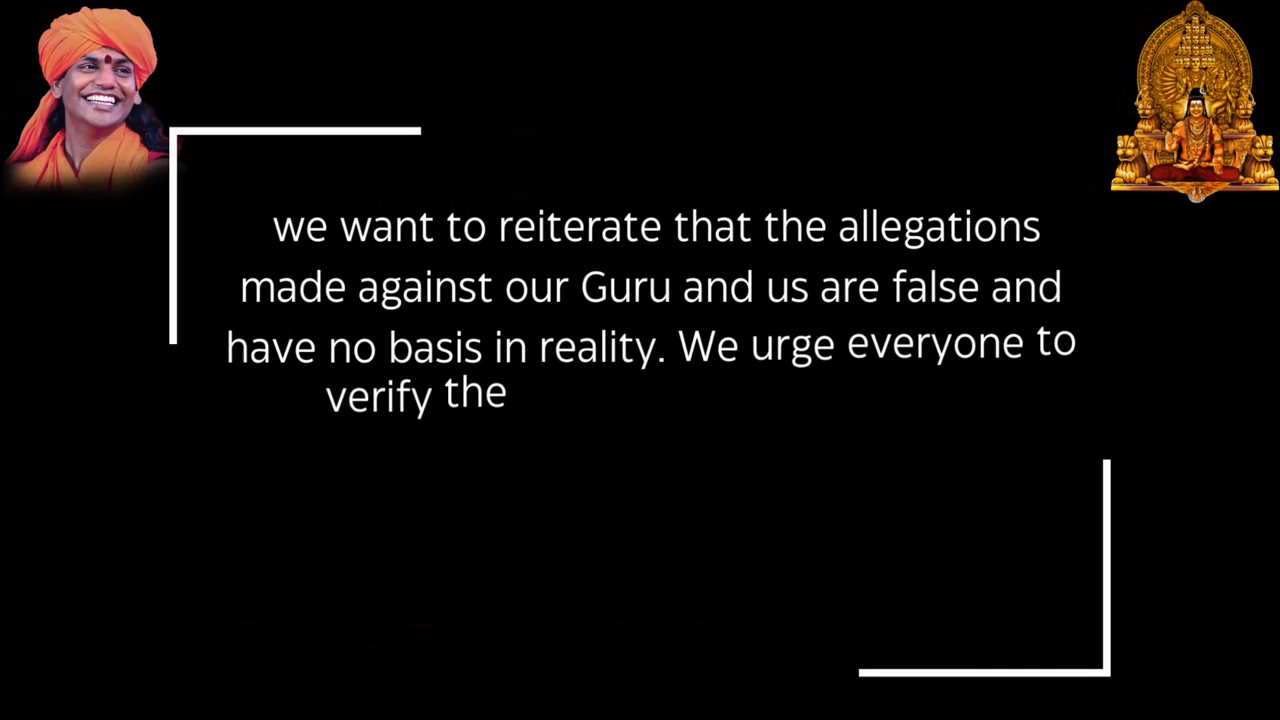 we want to reiterate that the allegations
made against our Guru and us are false and
have no basis in reality. We urge everyone to
verify the